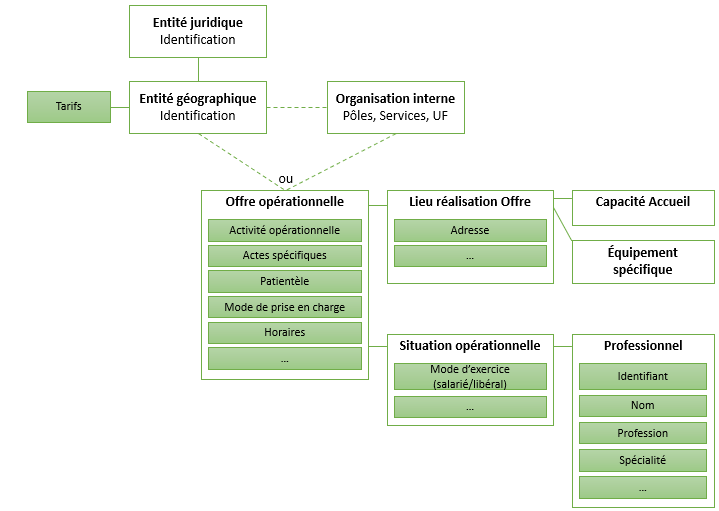 Entité juridique
Identification
Tarifs
Entité géographique
Identification
Organisation interne
Pôles, Services, UF
ou
Offre opérationnelle
Activité opérationnelle
Actes spécifiques
Patientèle
Mode de prise en charge
Horaires
...
Lieu réalisation Offre
Adresse
...
Capacité Accueil
Équipement
spécifique
Situation opérationnelle
Mode d’exercice
(salarié/libéral)
...
Professionnel
Identifiant
Nom
Profession
Spécialité
...